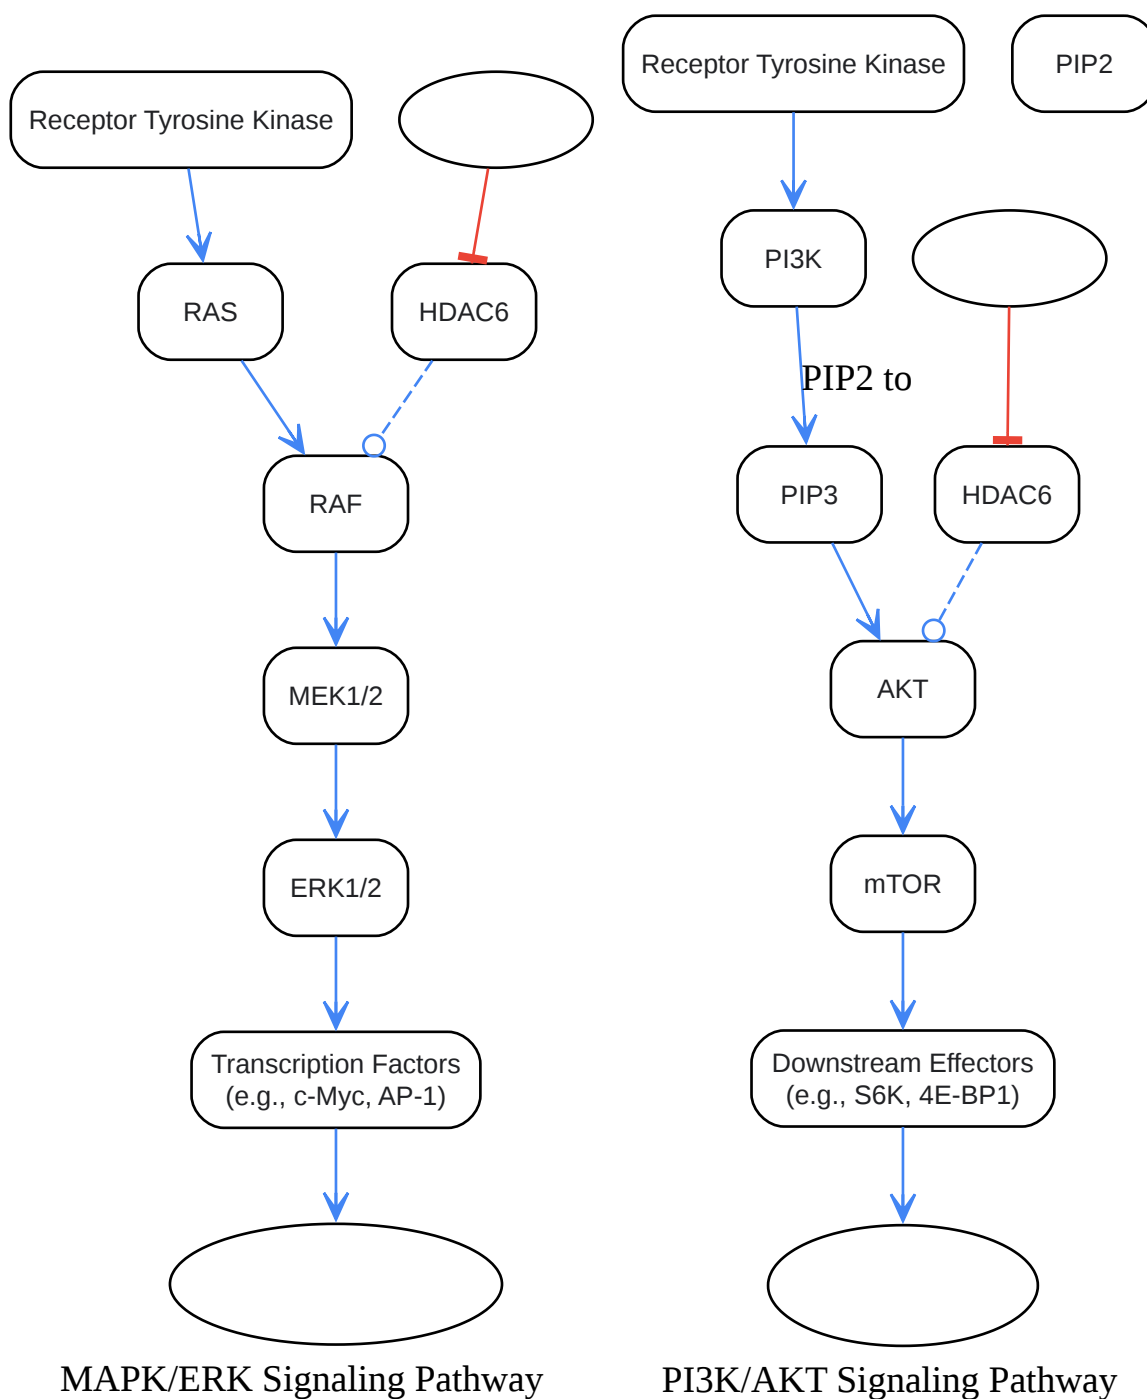 Receptor Tyrosine Kinase
RAS
HDAC6
RAF
MEK1/2
ERK1/2
Transcription Factors
(e.g., c-Myc, AP-1)
MAPK/ERK Signaling Pathway
Receptor Tyrosine Kinase
PIP2
PI3K
PIP2 to
PIP3
HDAC6
AKT
mTOR
Downstream Effectors
(e.g., S6K, 4E-BP1)
PI3K/AKT Signaling Pathway